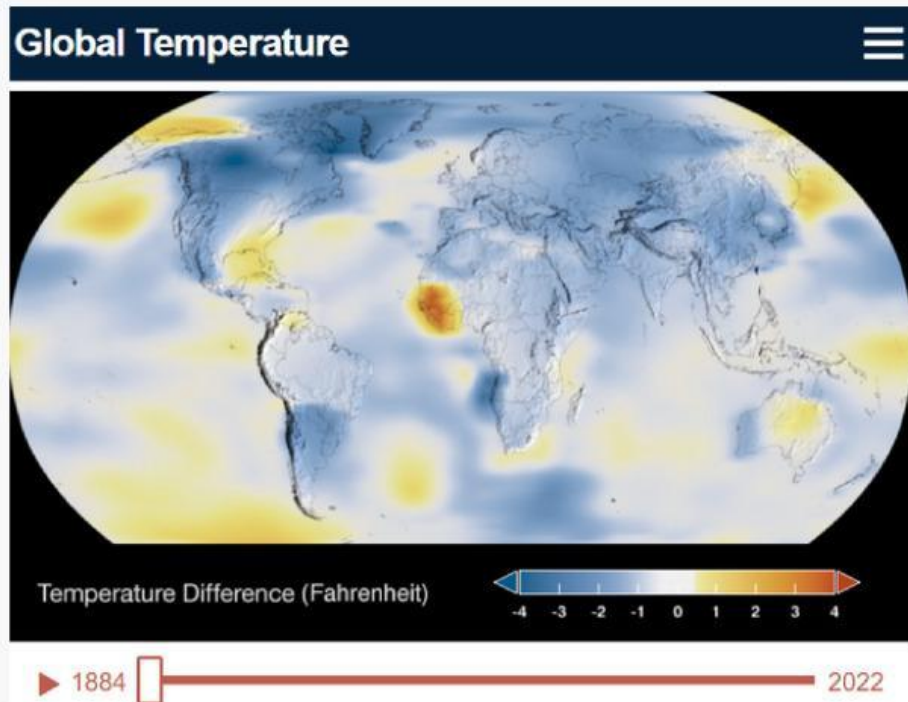 Global Temperature
Temperature Difference (Fahrenheit)
-4 -3 -2 -1 0 1 2 3 4
1884 2022